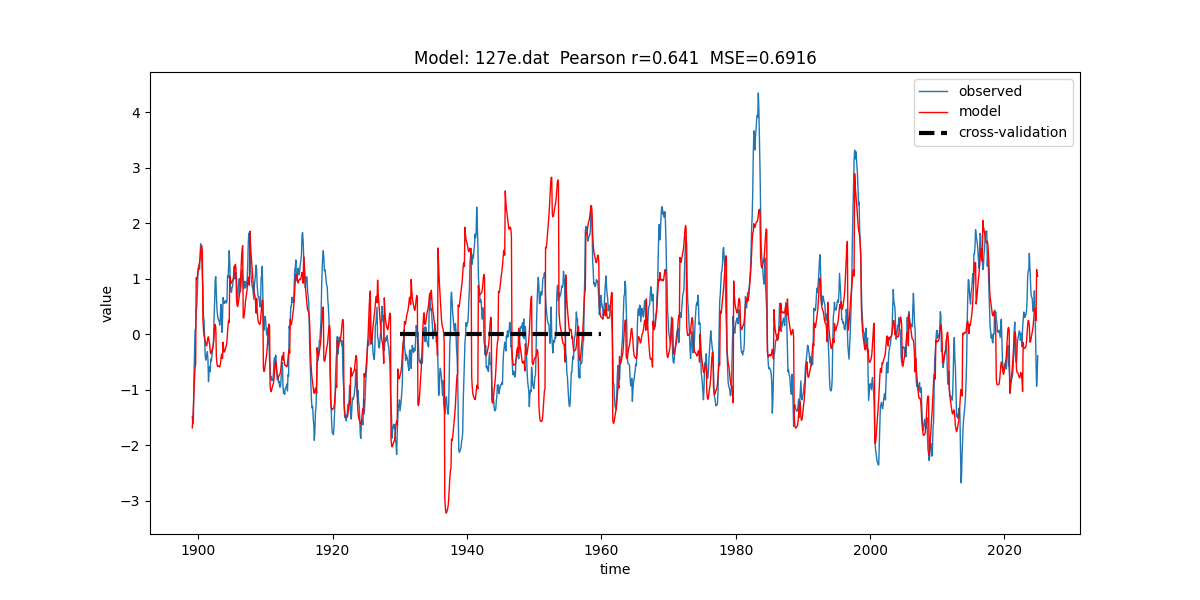 Model: 127e.dat  Pearson r=0.641  MSE=0.6916
observed
model
cross-validation
value
4
3
2
1
0
−1
−2
−3
1900
1920
1940
1960
1980
2000
2020
time